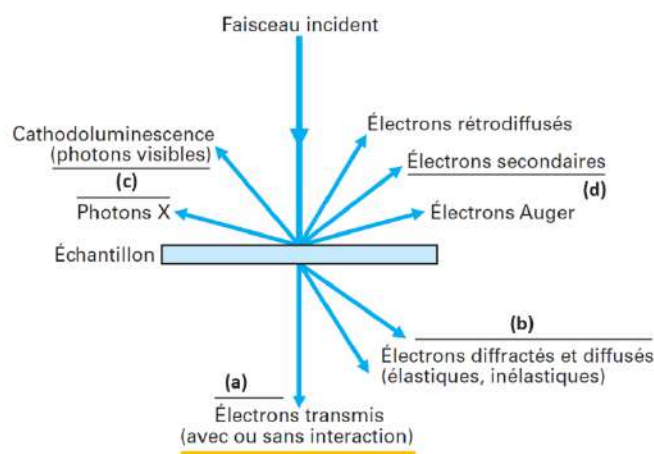 Faisceau incident
Cathodoluminescence
(photons visibles)
(c)
Photons X
Électrons rétrodiffusés
Électrons secondaires
(d)
Électrons Auger
Échantillon
(b)
Électrons diffractés et diffusés
(élastiques, inélastiques)
(a)
Électrons transmis
(avec ou sans interaction)